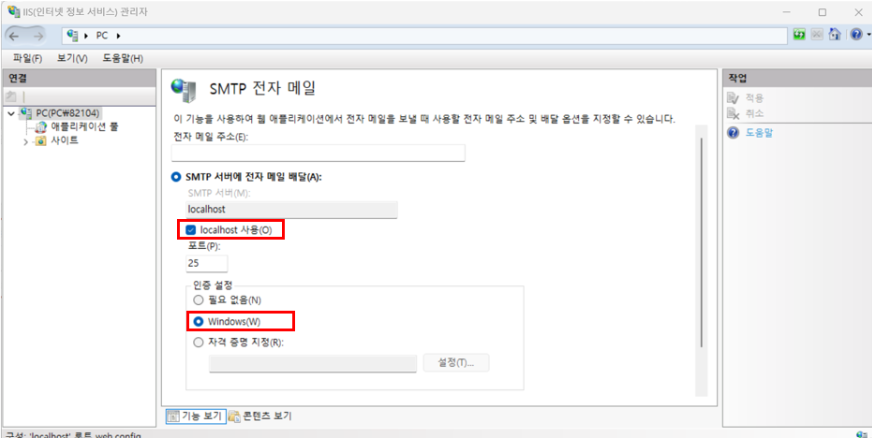 IIS(인터넷 정보 서비스) 관리자
PC
파일(F) 보기(V) 도움말(H)
연결
PC(PC₩82104)
애플리케이션 풀
사이트
SMTP 전자 메일
이 기능을 사용하여 웹 애플리케이션에서 전자 메일을 보낼 때 사용할 전자 메일 주소 및 배달 옵션을 지정할 수 있습니다.
전자 메일 주소(E):
SMTP 서버에 전자 메일 배달(A):
SMTP 서버(M):
localhost
localhost 사용(O)
포트(P):
25
인증 설정
필요 없음(N)
Windows(W)
자격 증명 지정(R):
설정(T)...
기능 보기 콘텐츠 보기
작업
적용
취소
도움말
구성: 'localhost' 루트 web.config